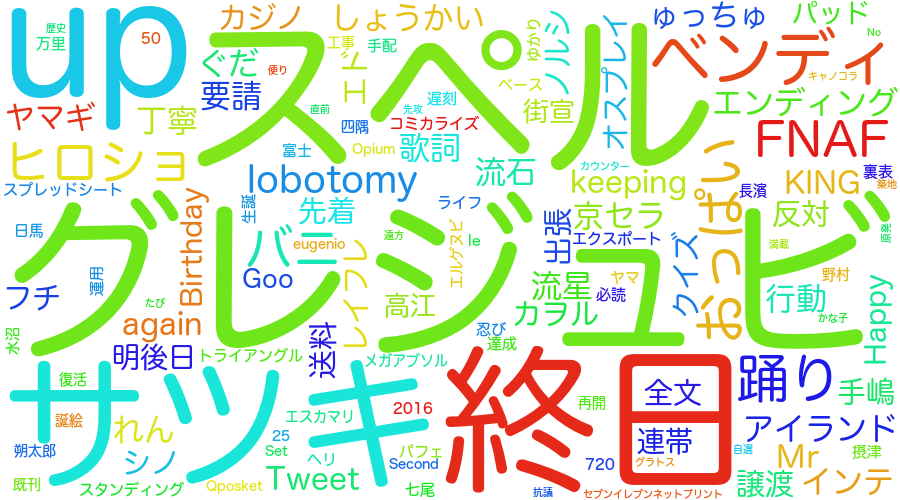 up
スペル
グレジュビ
サツキ
終日
カジノ
しょうかい
ゅっちゅ
パッド
No
歴史
万里
50
工事
手配
ゆかり
ノルシ
オスプレイ
ベンディ
キャノコラ
ぐだ
便り
エド
ベース
ヤマギ
丁寧
要請
直前
遅刻
先攻
街宣
エンディング
ヒロショ
四隅
コミカライズ
富士
Opium
歌詞
流石
FNAF
カウンター
裏表
築地
スプレッドシート
lobotomy
keeping
おっぱい
KING
長濱
生誕
先着
ライフ
京セラ
反対
原発
日馬
Birthday
バニ
eugenio
遠方
le
エルゲヌビ
出張
エクスポート
満載
運用
Goo
レイフレ
流星
ヤマ
クイズ
野村
フチ
たぴ
高江
カヲル
必読
行動
Happy
again
忍び
達成
かな子
水沼
明後日
トライアングル
送料
メガアブソル
復活
全文
踊り
手嶋
誕絵
れん
エスカマリ
2016
再開
連帯
アイランド
朔太郎
シノ
25
Set
ヘリ
パフェ
Second
720
グラトス
自選
Mr
摂津
既刊
スタンディング
Qposket
Tweet
七尾
抗議
セブンイレブンネットプリント
譲渡
インテ